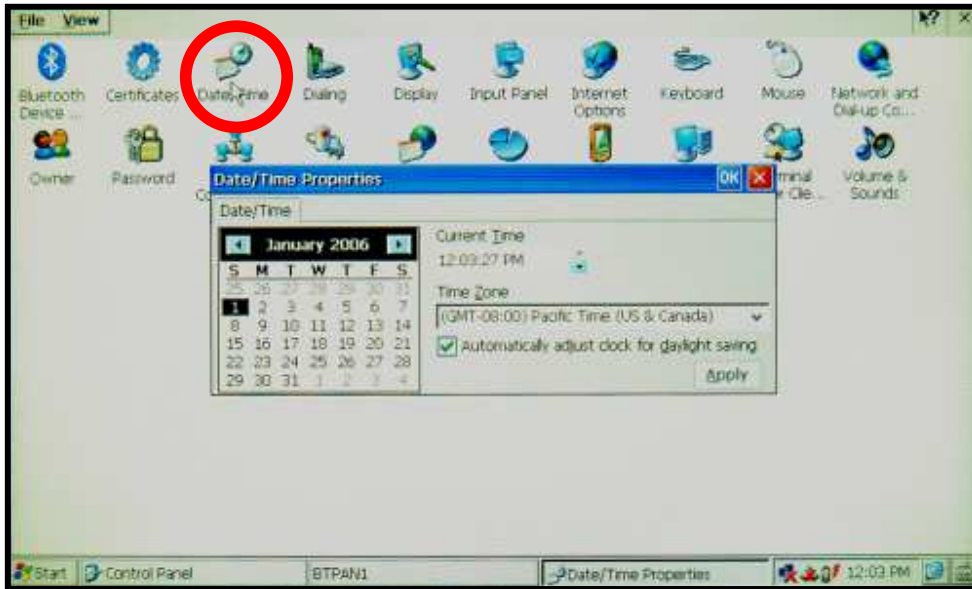 File View
Bluetooth Device ...
Certificates
Date/Time
Dialing
Display
Input Panel
Internet Options
Keyboard
Mouse
Network and Dial-up Co...
Owner
Password
Volume & Sounds
Date/Time Properties OK
Date/Time
January 2006
S M T W T F S
25 26 27 28 29 30 31
1 2 3 4 5 6 7
8 9 10 11 12 13 14
15 16 17 18 19 20 21
22 23 24 25 26 27 28
29 30 31 1 2 3 4
Current Time
12:03:27 PM
Time Zone
(GMT-08:00) Pacific Time (US & Canada)
Automatically adjust clock for daylight saving
Apply
Start
Control Panel
BTPAN1
Date/Time Properties
12:03 PM